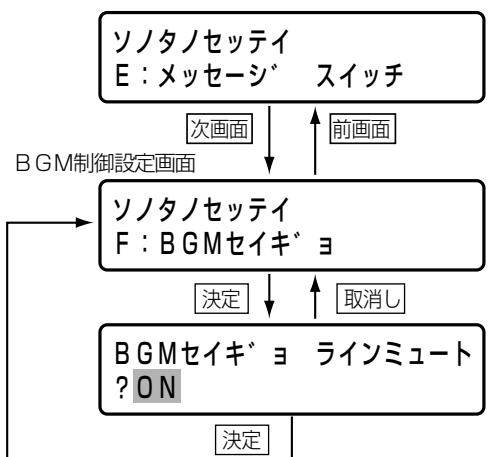 ソノタノセッテイ
E：メッセージ スイッチ
次画面 前画面
BGM制御設定画面
ソノタノセッテイ
F：BGMセイギョ
決定 取消し
BGMセイギョ ラインミュート
?ON
決定